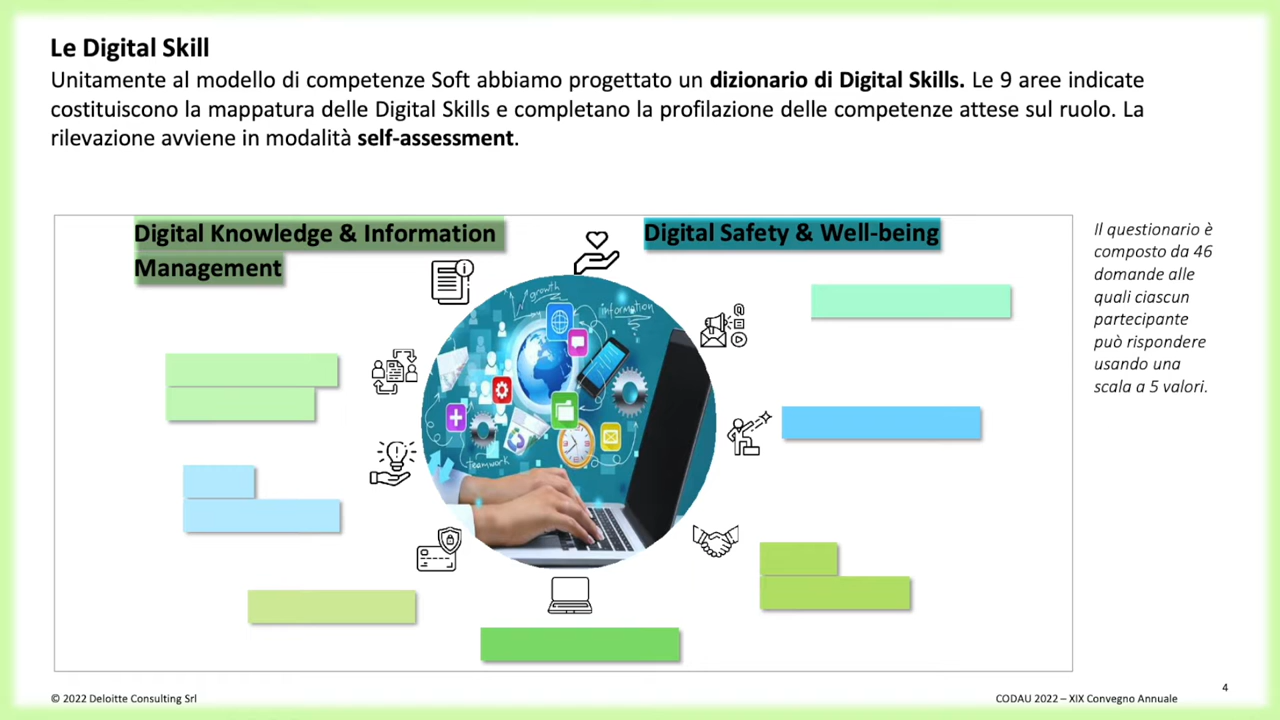 Le Digital Skill
Unitamente al modello di competenze Soft abbiamo progettato un dizionario di Digital Skills. Le 9 aree indicate
costituiscono la mappatura delle Digital Skills e completano la profilazione delle competenze attese sul ruolo. La
rilevazione avviene in modalità self-assessment.
Digital Knowledge & Information
Management
Digital Safety & Well-being
Il questionario è
composto da 46
domande alle
quali ciascun
partecipante
può rispondere
usando una
scala a 5 valori.
growth
information
teamwork
© 2022 Deloitte Consulting Srl
CODAU 2022 – XIX Convegno Annuale
4